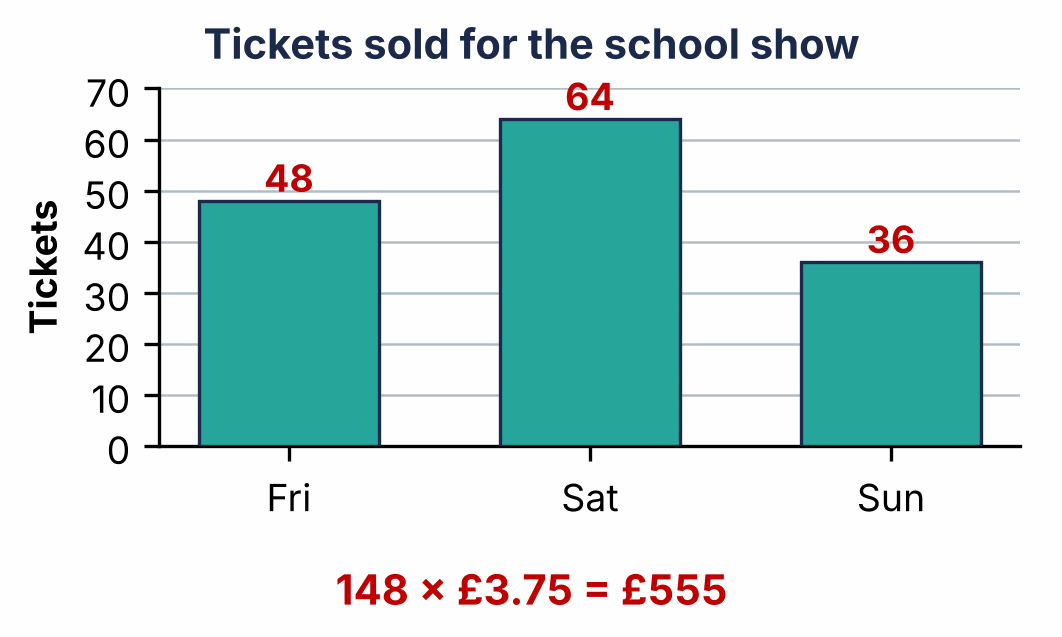 Tickets sold for the school show
Tickets
70
60
50
40
30
20
10
0
48
64
36
Fri
Sat
Sun
148 × £3.75 = £555